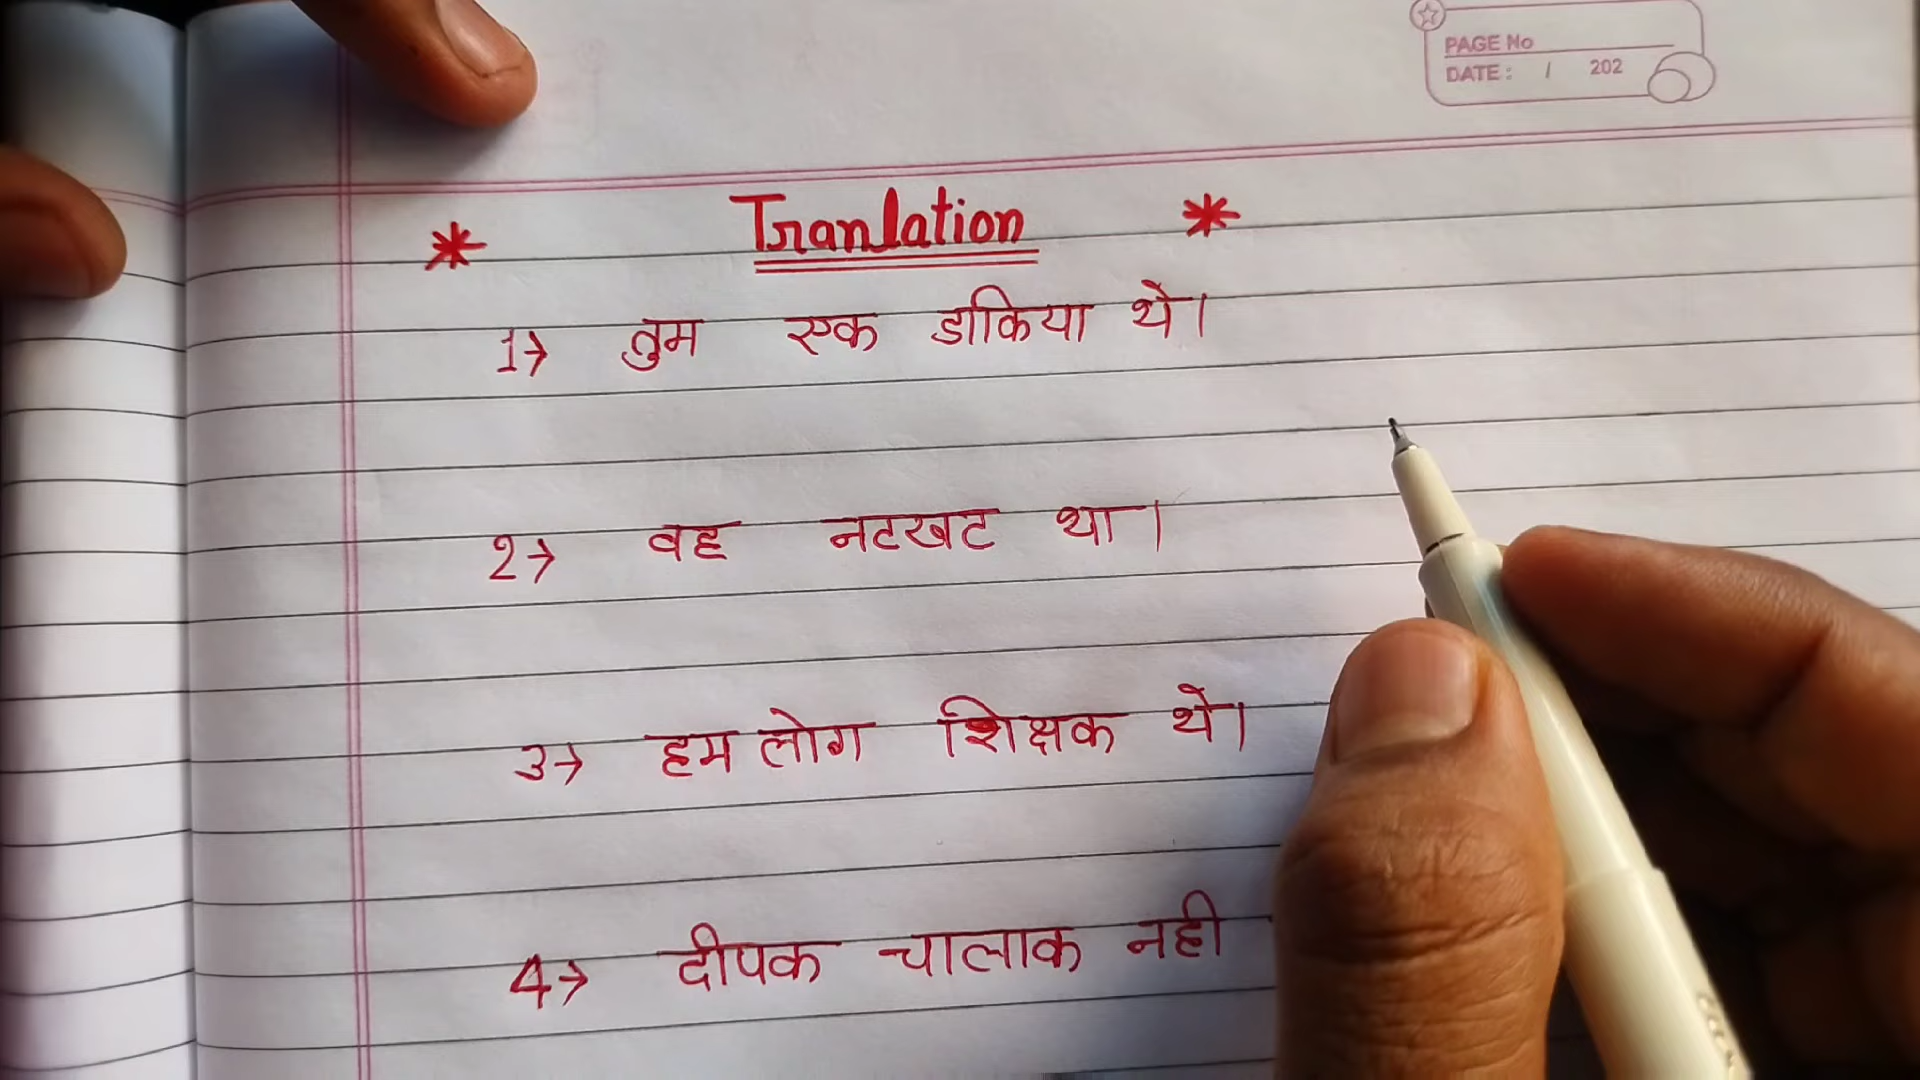 PAGE No
DATE : / 202
* Tranlation *
1→ तुम एक डाकिया थे।
2→ वह नटखट था।
3→ हम लोग शिक्षक थे।
4→ दीपक चालाक नही